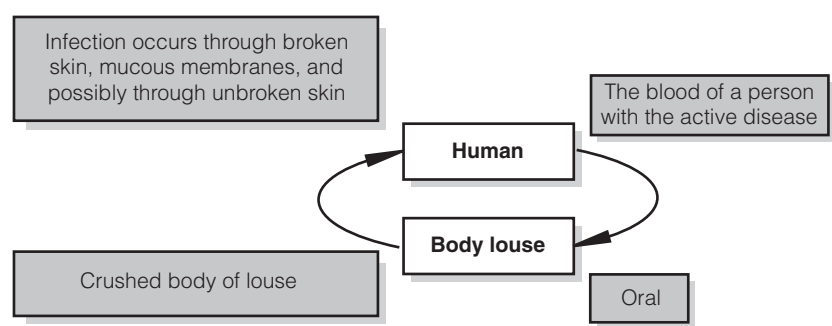 Infection occurs through broken
skin, mucous membranes, and
possibly through unbroken skin
The blood of a person
with the active disease
Human
Body louse
Crushed body of louse
Oral